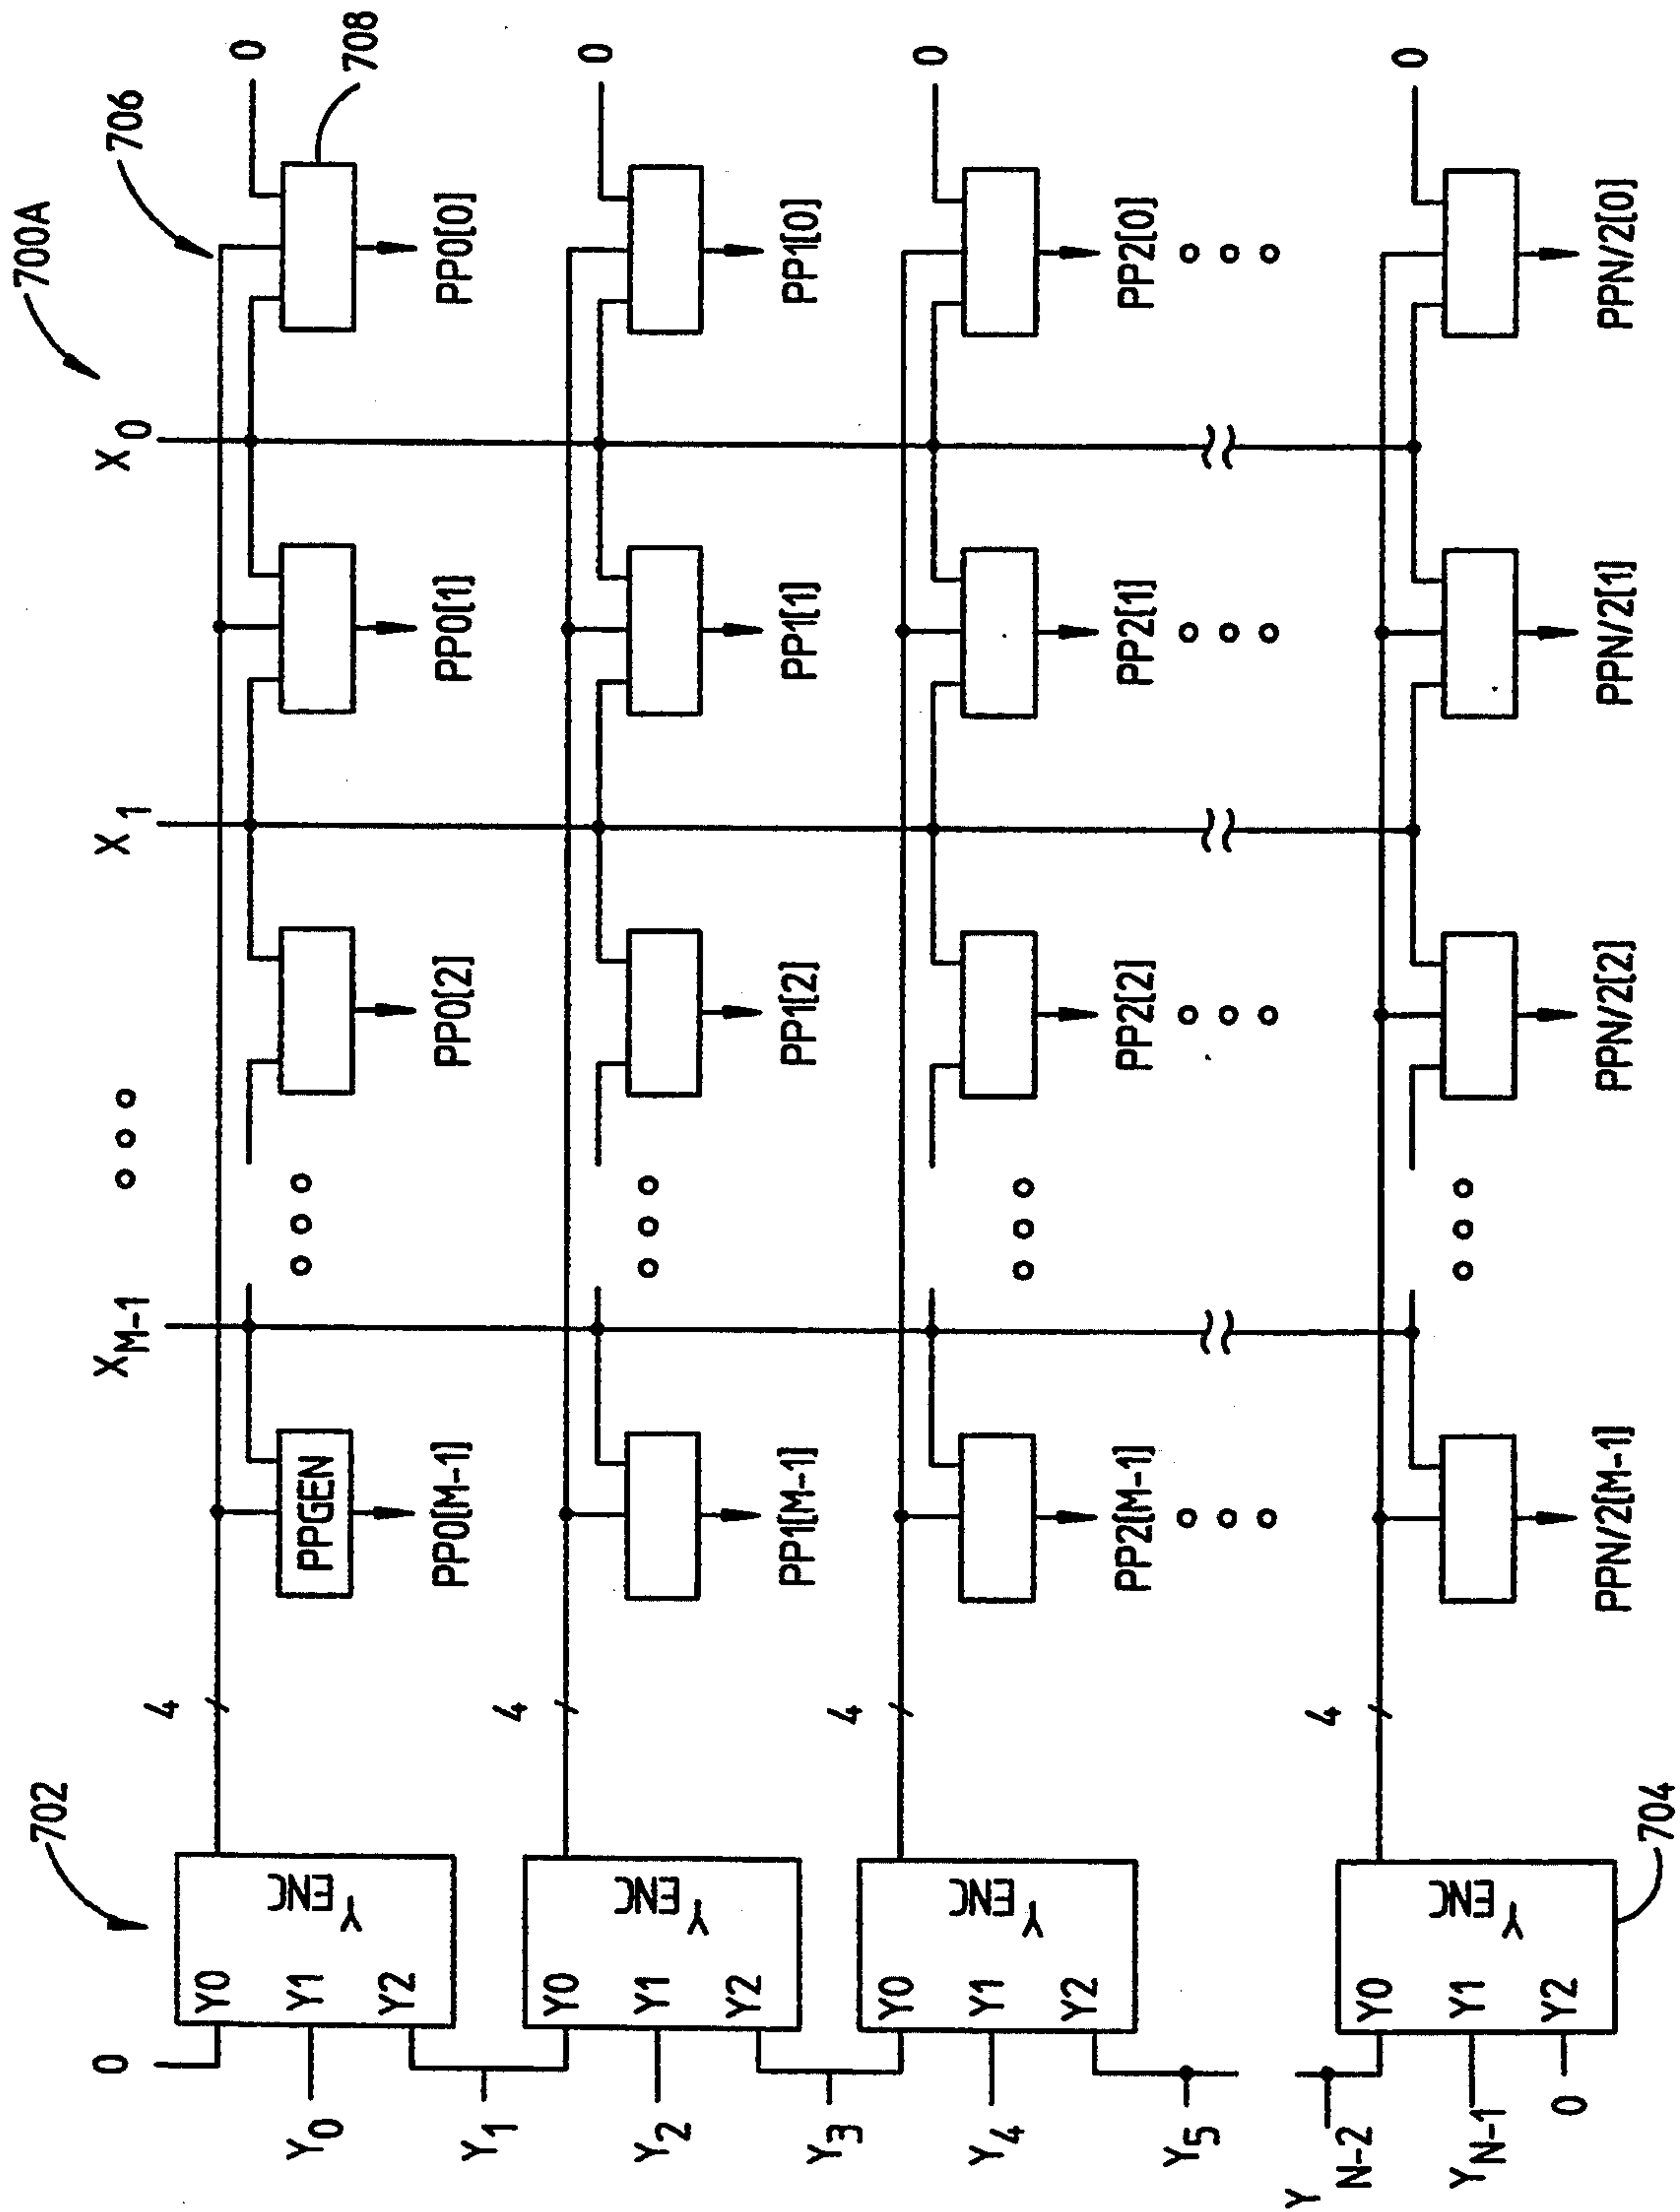 700A
702
706
708
704
X0
X1
XM-1
0
Y0
Y1
Y2
Y3
Y4
Y5
YN-2
YN-1
0
Y0
Y1
Y2
YENC
Y0
Y1
Y2
YENC
Y0
Y1
Y2
YENC
Y0
Y1
Y2
YENC
4
4
4
4
PPGEN
0
PP0[M-1]
PP0[2]
PP0[1]
PP0[0]
0
PP1[M-1]
PP1[2]
PP1[1]
PP1[0]
0
PP2[M-1]
PP2[2]
PP2[1]
PP2[0]
0
PPN/2[M-1]
PPN/2[2]
PPN/2[1]
PPN/2[0]